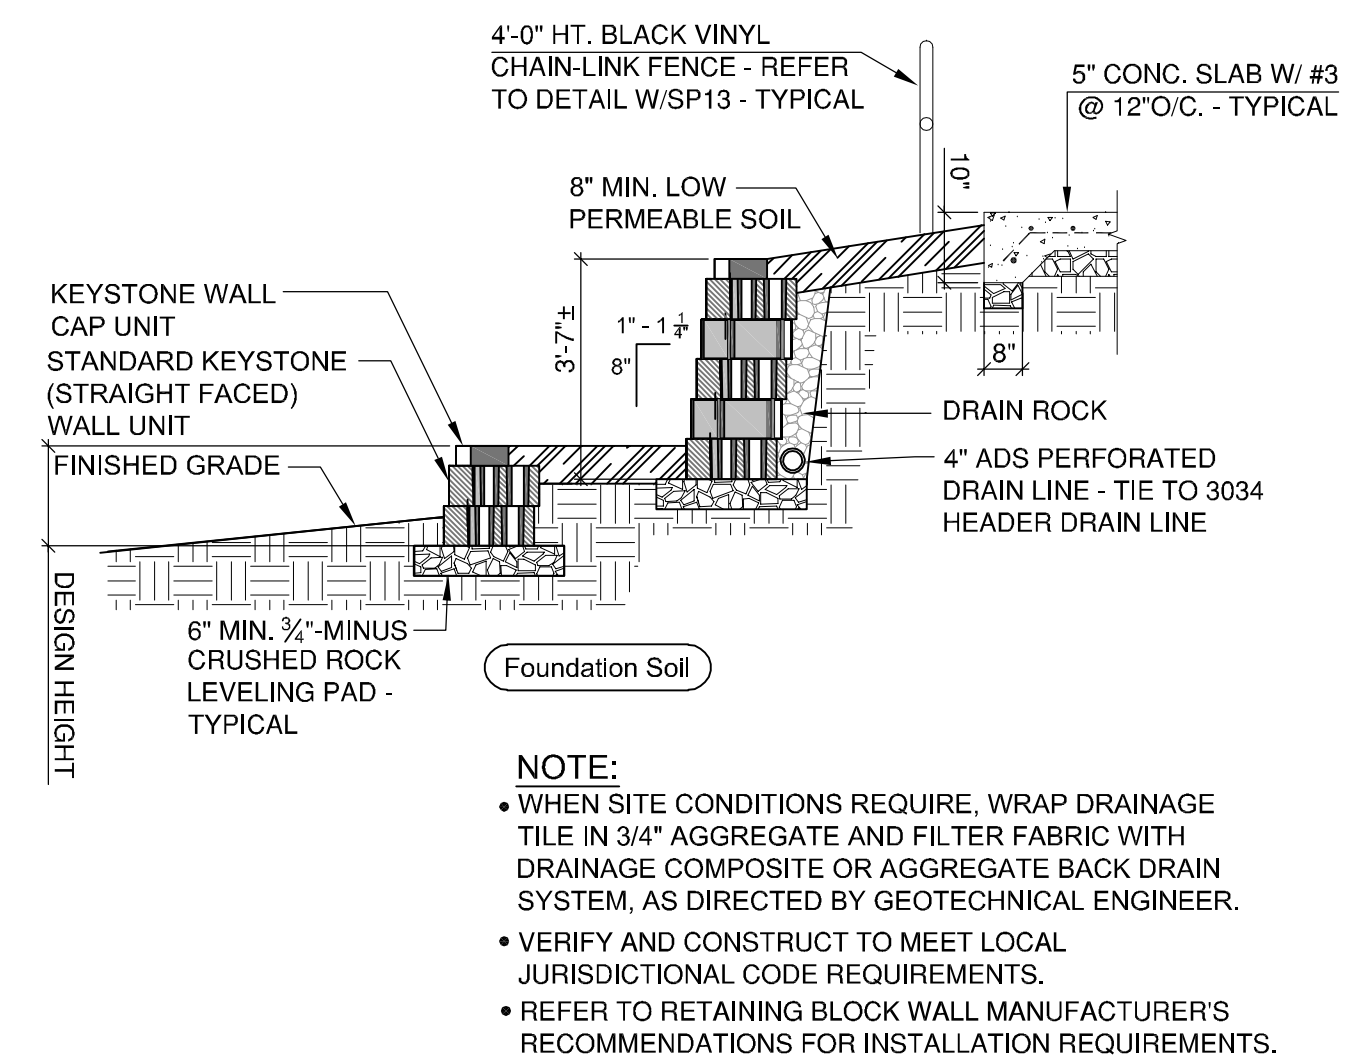 4'-0" HT. BLACK VINYL
CHAIN-LINK FENCE - REFER
TO DETAIL W/SP13 - TYPICAL
5" CONC. SLAB W/ #3
@ 12"O/C. - TYPICAL
10"
8" MIN. LOW
PERMEABLE SOIL
KEYSTONE WALL
CAP UNIT
STANDARD KEYSTONE
(STRAIGHT FACED)
WALL UNIT
FINISHED GRADE
3'-7"±
1" - 1 1/4"
8"
8"
DRAIN ROCK
4" ADS PERFORATED
DRAIN LINE - TIE TO 3034
HEADER DRAIN LINE
DESIGN HEIGHT
6" MIN. ¾"-MINUS
CRUSHED ROCK
LEVELING PAD -
TYPICAL
Foundation Soil
NOTE:
• WHEN SITE CONDITIONS REQUIRE, WRAP DRAINAGE
TILE IN 3/4" AGGREGATE AND FILTER FABRIC WITH
DRAINAGE COMPOSITE OR AGGREGATE BACK DRAIN
SYSTEM, AS DIRECTED BY GEOTECHNICAL ENGINEER.
• VERIFY AND CONSTRUCT TO MEET LOCAL
JURISDICTIONAL CODE REQUIREMENTS.
• REFER TO RETAINING BLOCK WALL MANUFACTURER'S
RECOMMENDATIONS FOR INSTALLATION REQUIREMENTS.